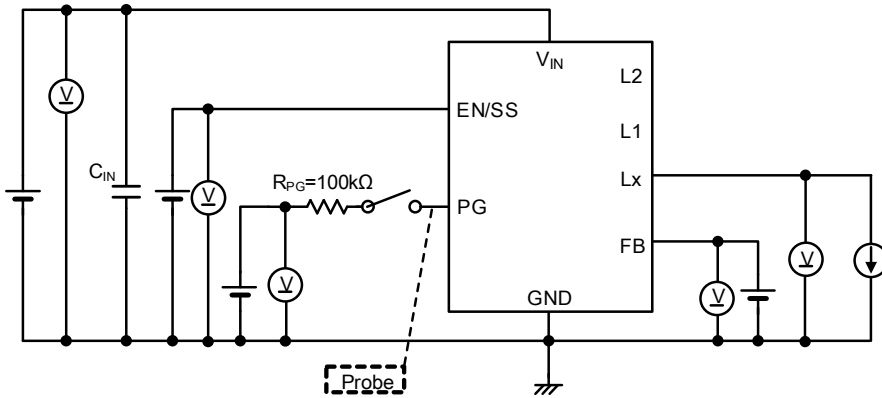 V
VIN
L2
EN/SS
L1
CIN
V
RPG=100kΩ
Lx
PG
V
FB
V
V
GND
Probe